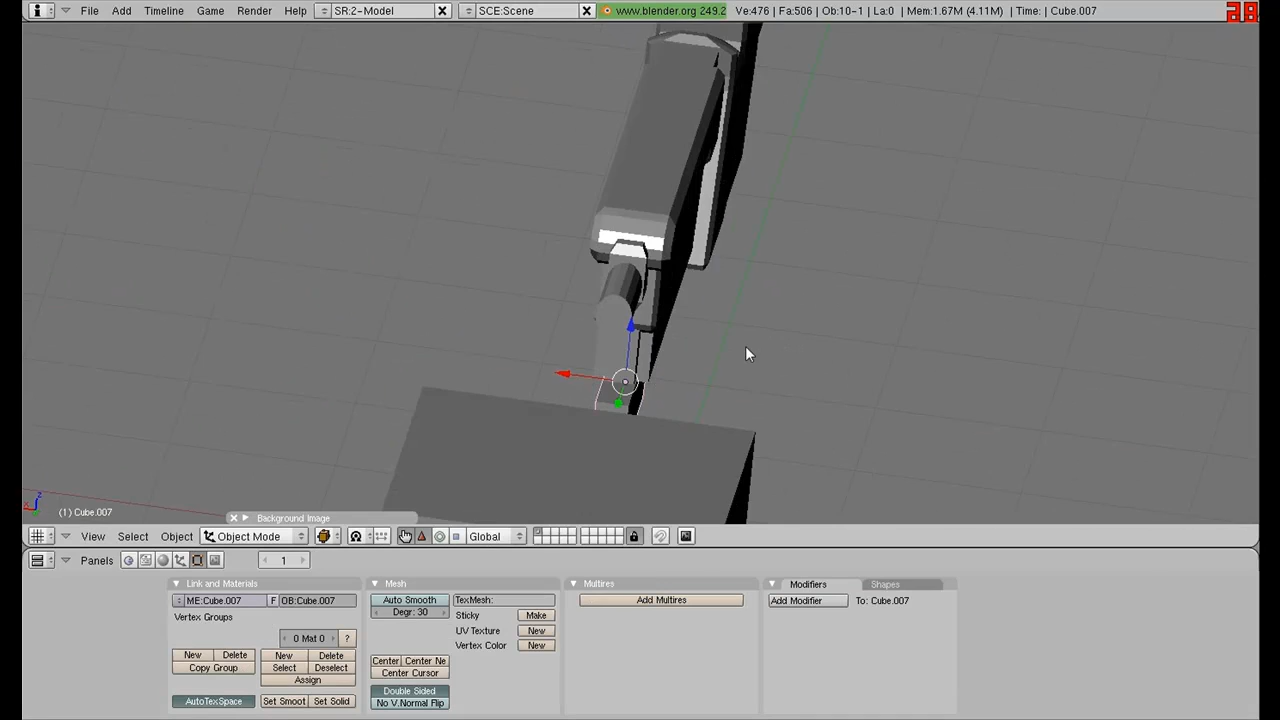 File Add Timeline Game Render Help SR:2-Model SCE:Scene www.blender.org 249.2 Ve:476 | Fa:506 | Ob:10-1 | La:0 | Mem:1.67M (4.11M) | Time: | Cube.007 28
x z
(1) Cube.007
Background Image
View Select Object Object Mode Global
Panels 1
Link and Materials Mesh Multires Modifiers Shapes
ME:Cube.007 F OB:Cube.007 Auto Smooth TexMesh: Add Multires Add Modifier To: Cube.007
Degr: 30 Sticky Make
Vertex Groups
UV Texture New
0 Mat 0 ? Vertex Color New
New Delete New Delete Center Center Ne
Copy Group Select Deselect Center Cursor
Assign
Double Sided
AutoTexSpace Set Smoot Set Solid No V.Normal Flip